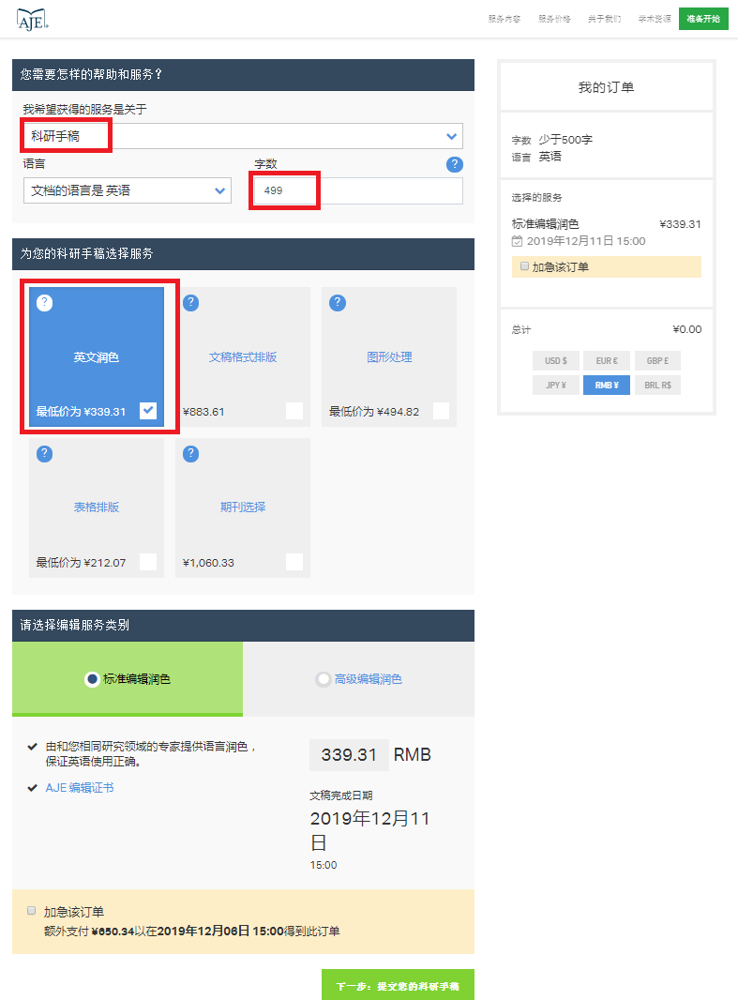 AJE
服务内容 服务价格 关于我们 学术资源 准备开始
您需要怎样的帮助和服务？
我希望获得的服务是关于
科研手稿
语言 字数 ?
文档的语言是 英语 499
为您的科研手稿选择服务
? ? ?
英文润色 文稿格式排版 图形处理
最低价为 ¥339.31 ¥883.61 最低价为 ¥494.82
? ?
表格排版 期刊选择
最低价为 ¥212.07 ¥1,060.33
请选择编辑服务类别
标准编辑润色 高级编辑润色
由和您相同研究领域的专家提供语言润色，
保证英语使用正确。
AJE 编辑证书
339.31 RMB
文稿完成日期
2019年12月11
日
15:00
加急该订单
额外支付 ¥650.34以在2019年12月06日 15:00得到此订单
下一步：提交您的科研手稿
我的订单
字数 少于500字
语言 英语
选择的服务
标准编辑润色 ¥339.31
2019年12月11日 15:00
加急该订单
总计 ¥0.00
USD $ EUR € GBP £
JPY ¥ RMB ¥ BRL R$